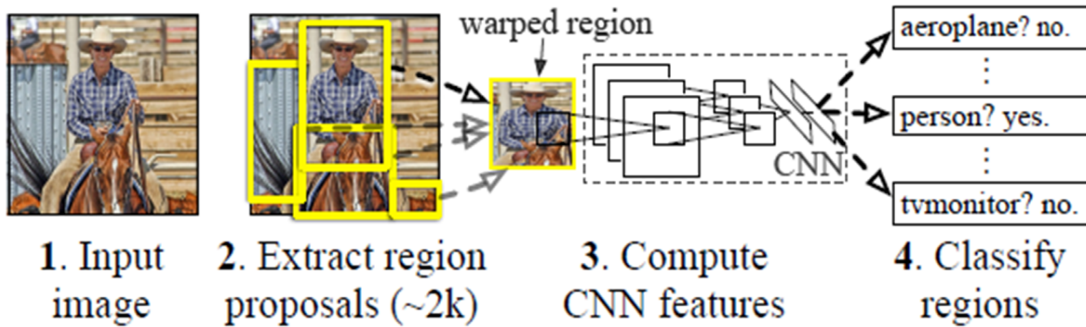 warped region
aeroplane? no.
⋮
person? yes.
⋮
tvmonitor? no.
CNN
1. Input
image
2. Extract region
proposals (~2k)
3. Compute
CNN features
4. Classify
regions